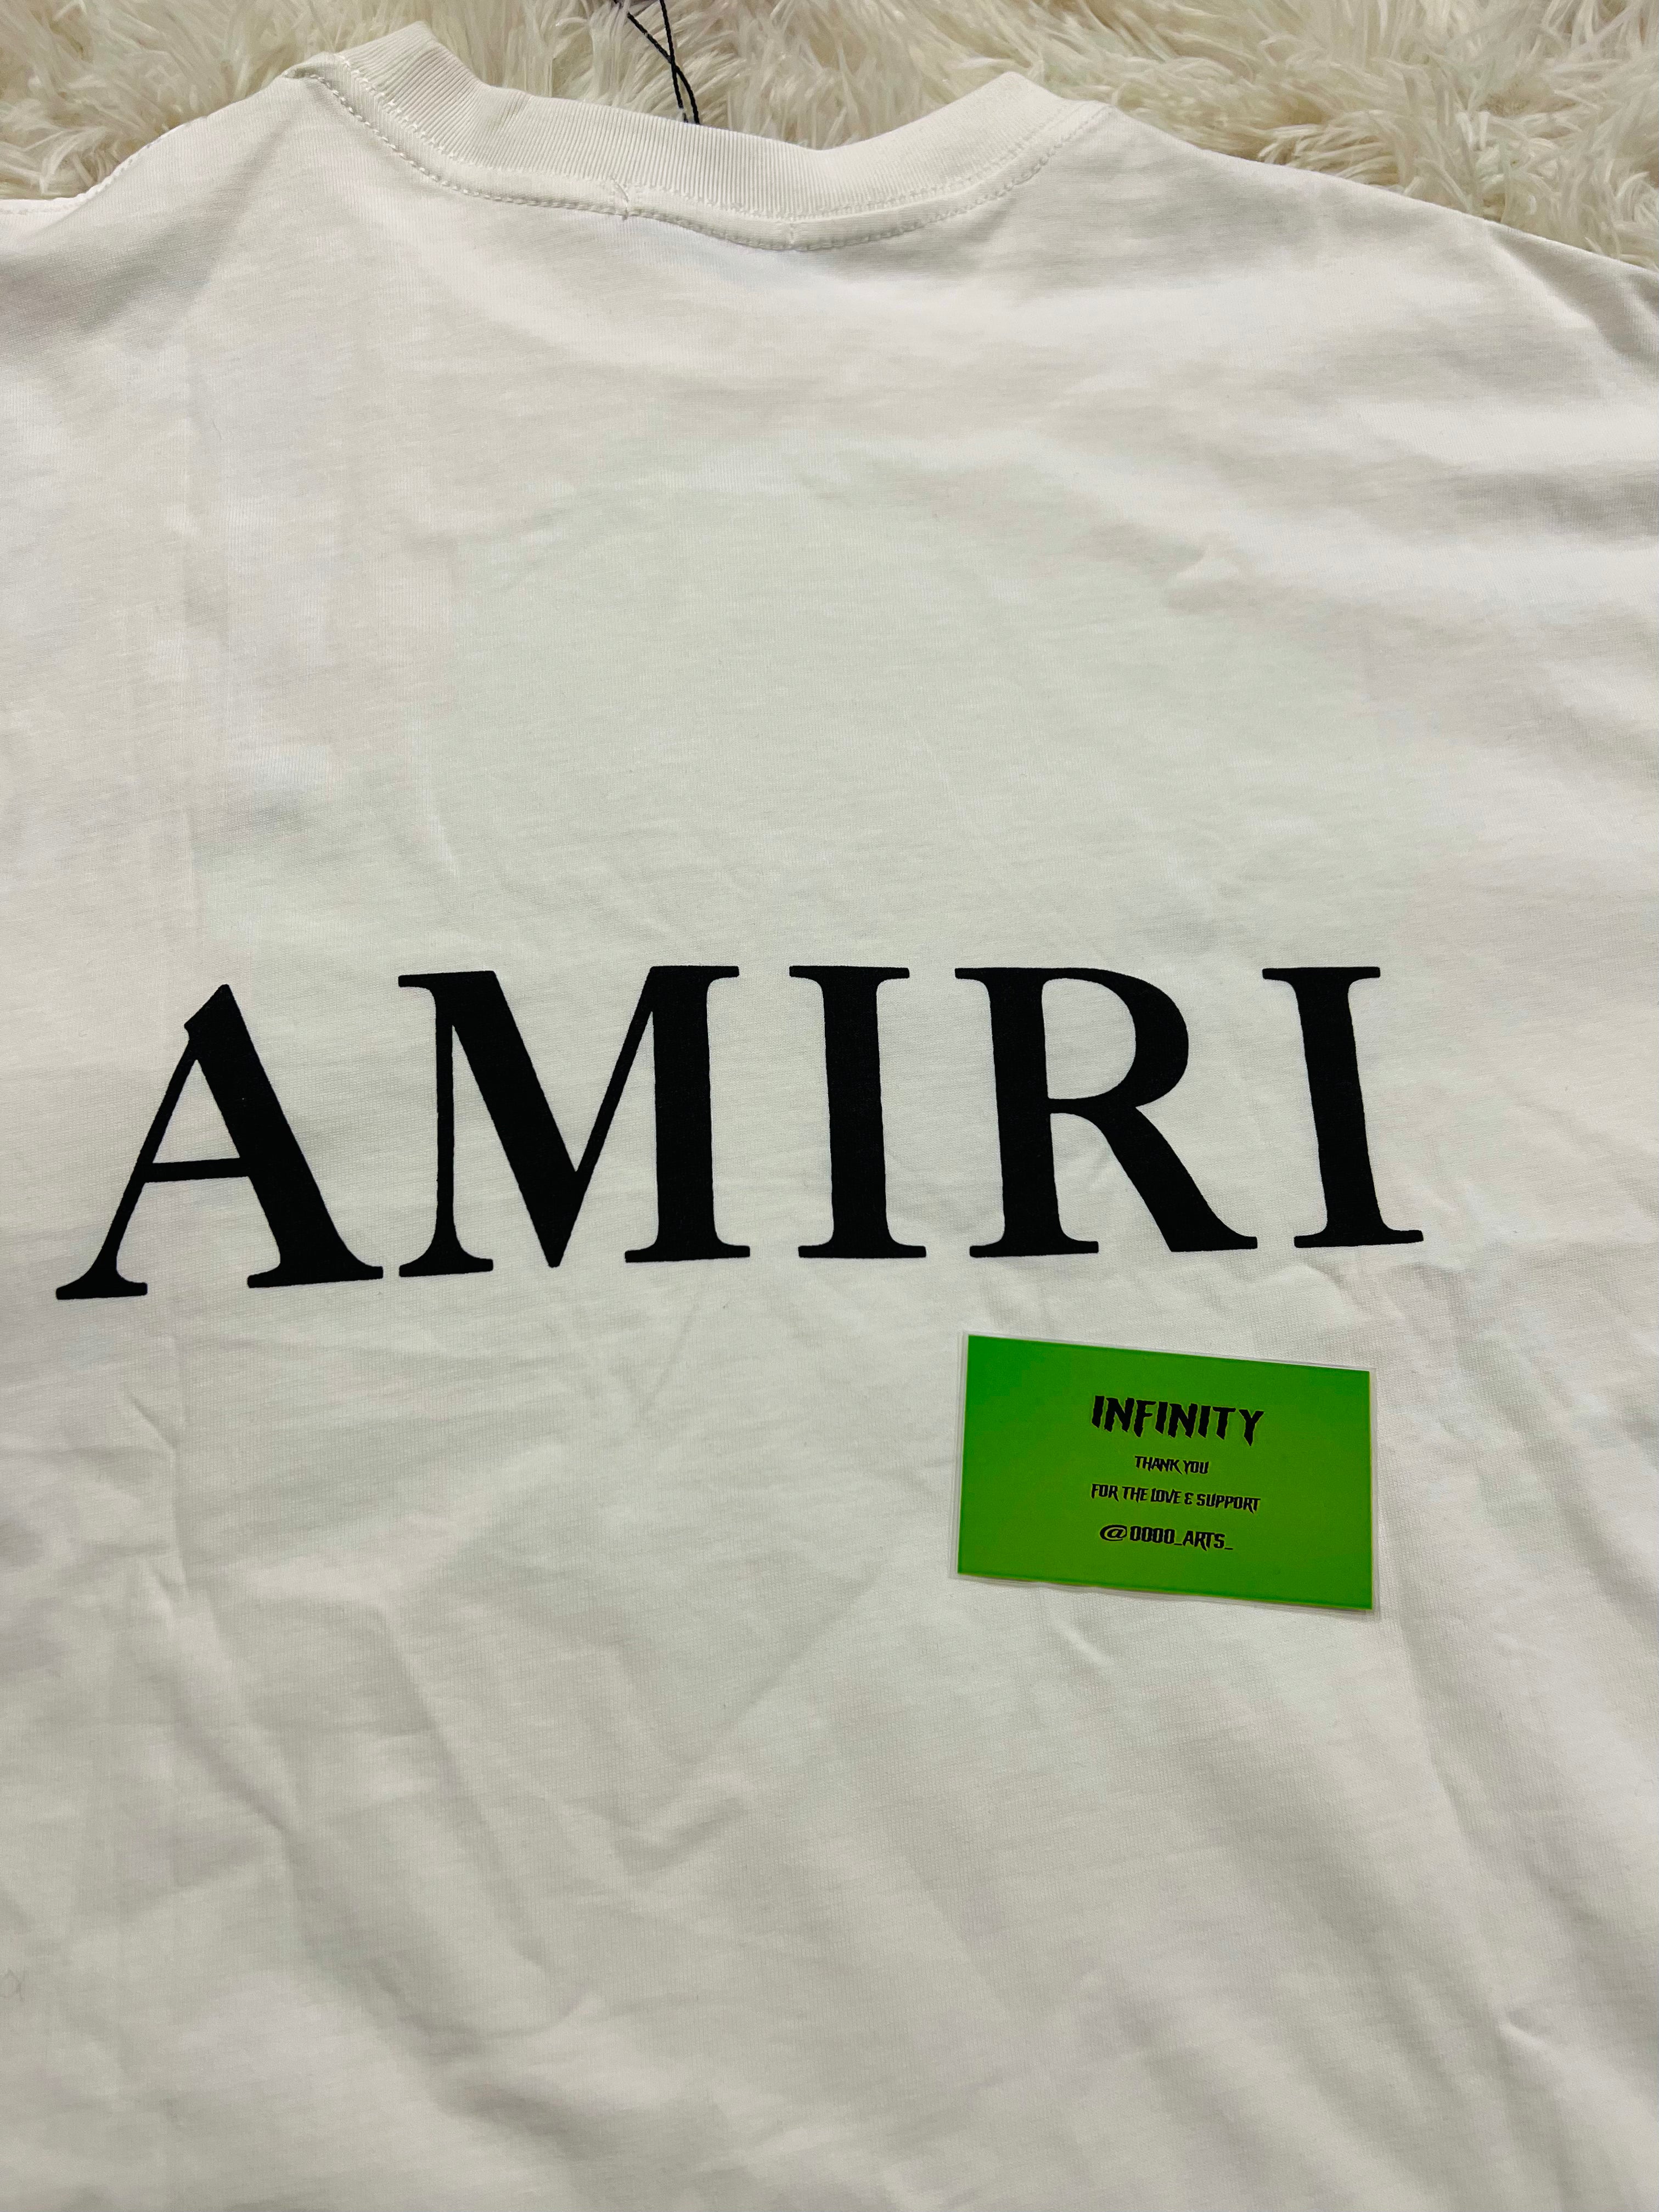 AMIRI
INFINITY
THANK YOU
FOR THE LOVE & SUPPORT
@0000_ARTS_